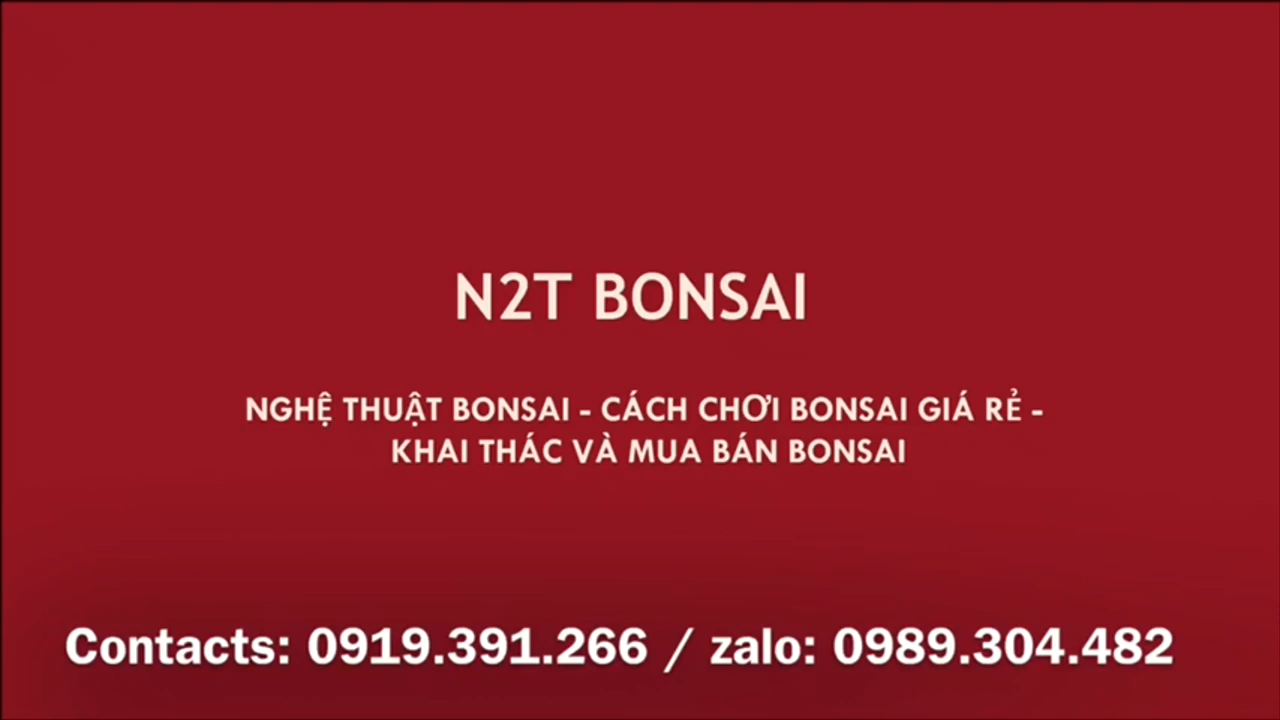 N2T BONSAI
NGHỆ THUẬT BONSAI - CÁCH CHƠI BONSAI GIÁ RẺ -
KHAI THÁC VÀ MUA BÁN BONSAI
Contacts: 0919.391.266 / zalo: 0989.304.482